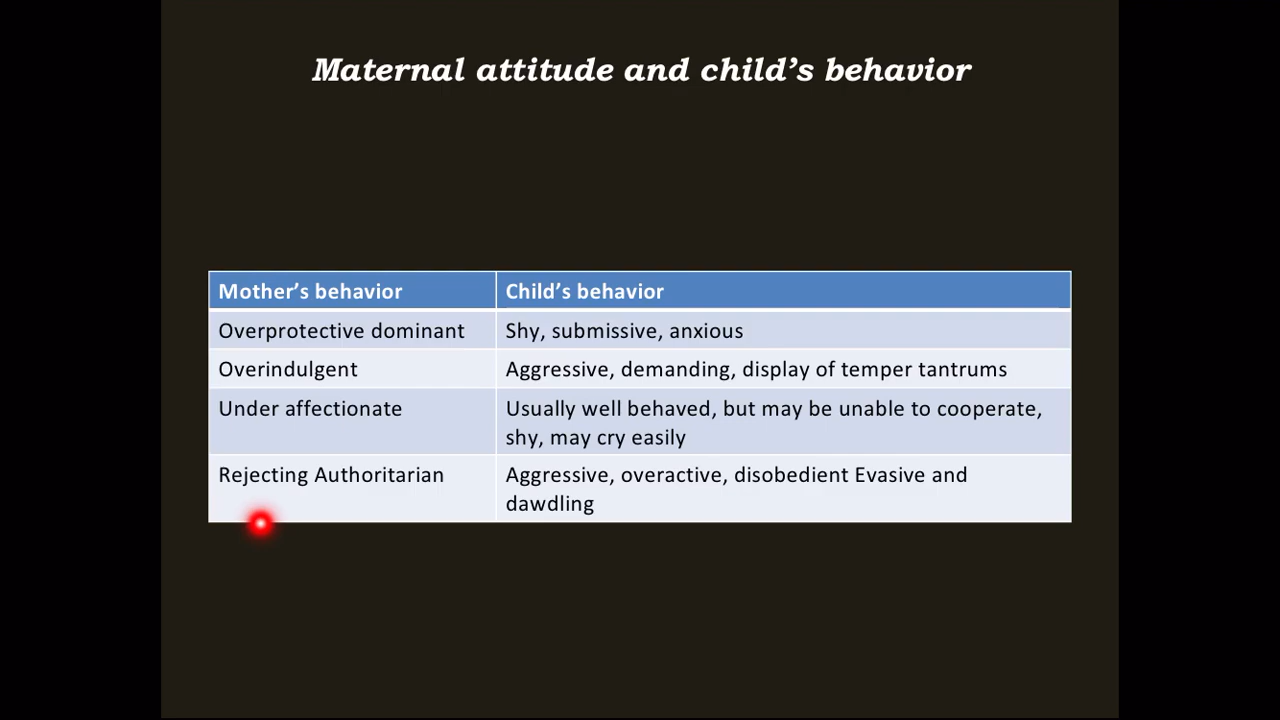 Maternal attitude and child’s behavior
Mother’s behavior Child’s behavior
Overprotective dominant Shy, submissive, anxious
Overindulgent Aggressive, demanding, display of temper tantrums
Under affectionate Usually well behaved, but may be unable to cooperate,
shy, may cry easily
Rejecting Authoritarian Aggressive, overactive, disobedient Evasive and
dawdling